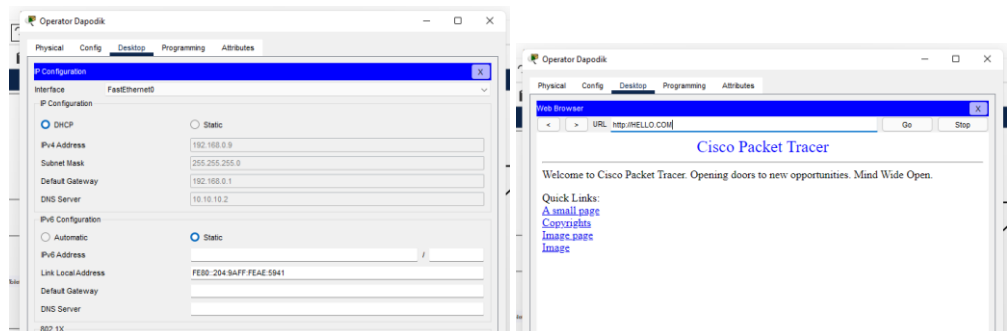 Operator Dapodik
Physical Config Desktop Programming Attributes
IP Configuration X
Interface FastEthernet0
IP Configuration
DHCP Static
IPv4 Address 192.168.0.9
Subnet Mask 255.255.255.0
Default Gateway 192.168.0.1
DNS Server 10.10.10.2
IPv6 Configuration
Automatic Static
IPv6 Address /
Link Local Address FE80::204:9AFF:FEAE:5941
Default Gateway
DNS Server
802.1X
Operator Dapodik
Physical Config Desktop Programming Attributes
Web Browser X
< > URL http://HELLO.COM Go Stop
Cisco Packet Tracer
Welcome to Cisco Packet Tracer. Opening doors to new opportunities. Mind Wide Open.
Quick Links:
A small page
Copyrights
Image page
Image